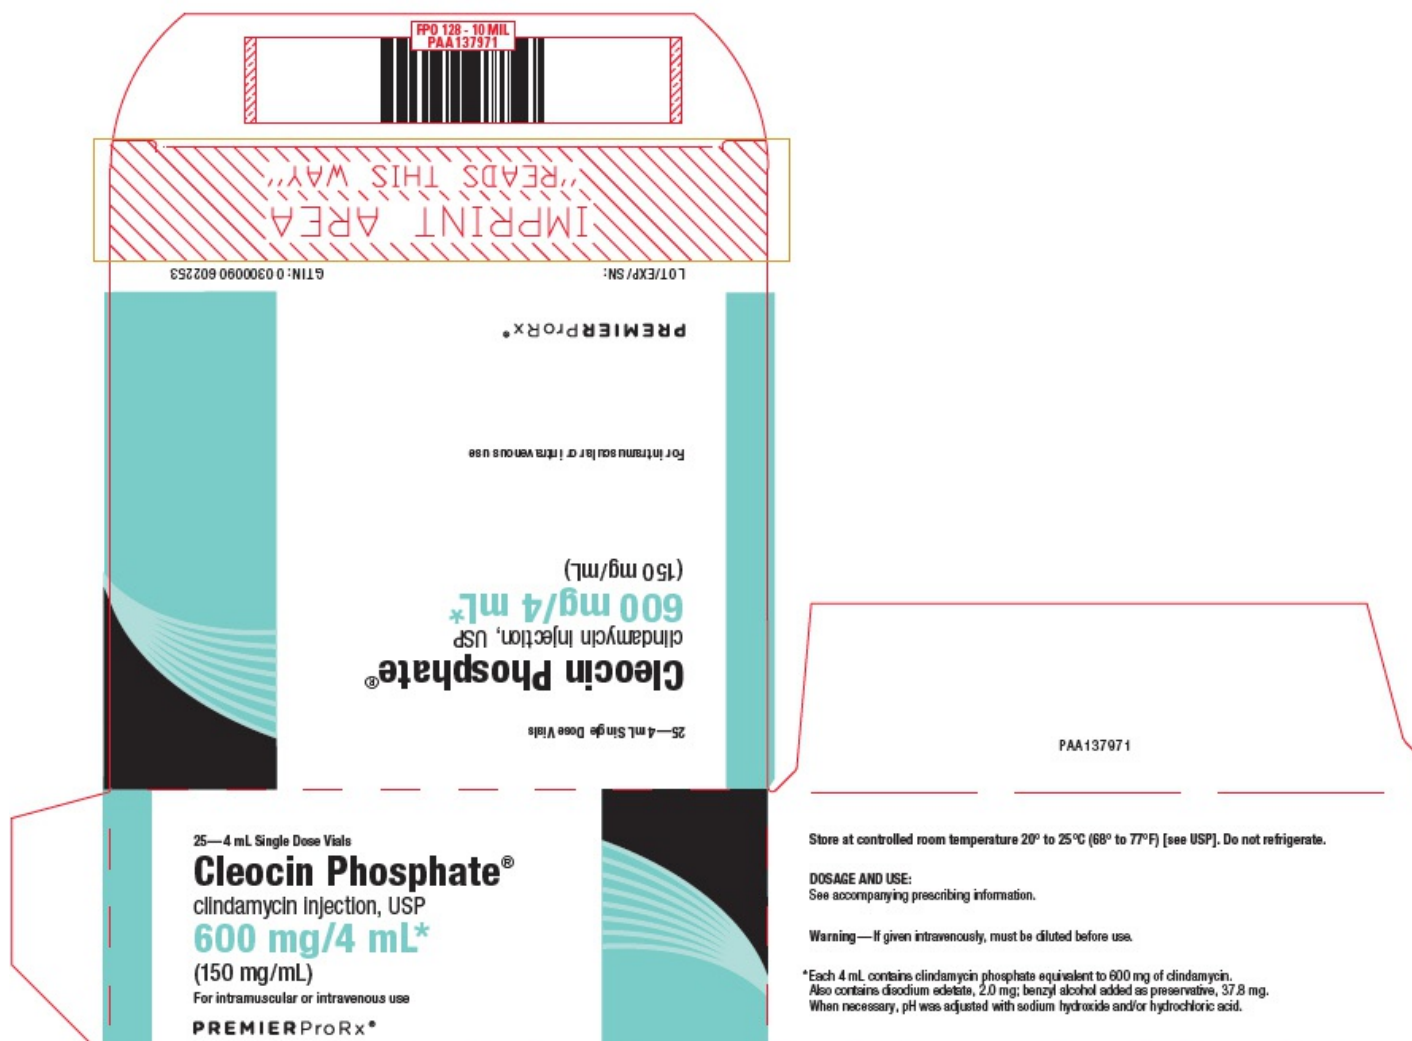 FPO 128 - 10 MIL
PAA137971
IMPRINT AREA
"READS THIS WAY"
LOT/EXP/SN:
GTIN: 0 0300090 602253
PREMIERProRx®
For intramuscular or intravenous use
(150 mg/mL)
600 mg/4 mL*
clindamycin injection, USP
Cleocin Phosphate®
25—4 mL Single Dose Vials
25—4 mL Single Dose Vials
Cleocin Phosphate®
clindamycin injection, USP
600 mg/4 mL*
(150 mg/mL)
For intramuscular or intravenous use
PREMIERProRx®
PAA137971
Store at controlled room temperature 20° to 25°C (68° to 77°F) [see USP]. Do not refrigerate.
DOSAGE AND USE:
See accompanying prescribing information.
Warning—If given intravenously, must be diluted before use.
*Each 4 mL contains clindamycin phosphate equivalent to 600 mg of clindamycin.
Also contains disodium edetate, 2.0 mg; benzyl alcohol added as preservative, 37.8 mg.
When necessary, pH was adjusted with sodium hydroxide and/or hydrochloric acid.